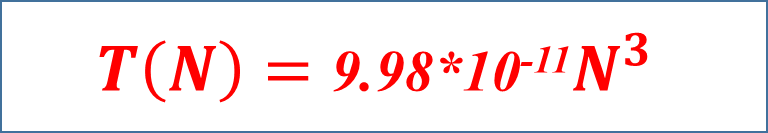 T(N) = 9.98*10⁻¹¹N³